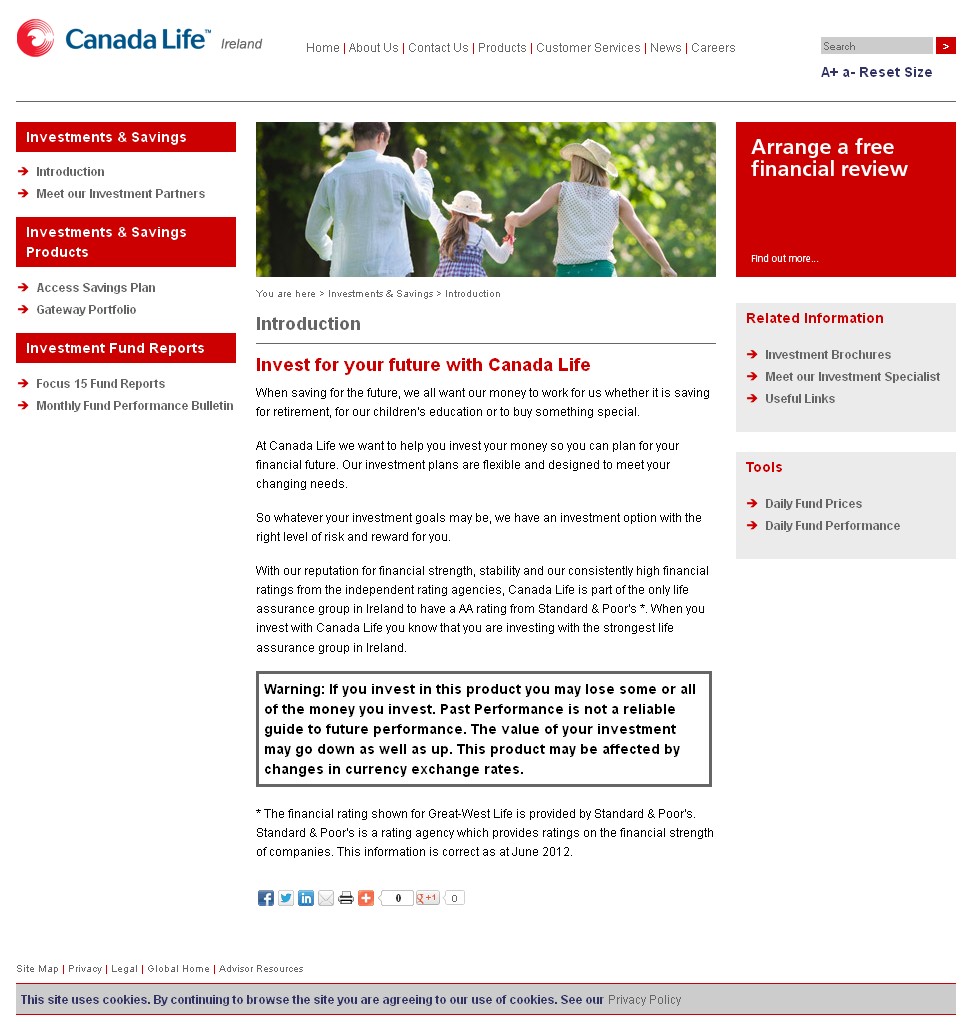 Canada Life™ Ireland
Home | About Us | Contact Us | Products | Customer Services | News | Careers
Search >
A+ a- Reset Size
Investments & Savings
Introduction
Meet our Investment Partners
Investments & Savings
Products
Access Savings Plan
Gateway Portfolio
Investment Fund Reports
Focus 15 Fund Reports
Monthly Fund Performance Bulletin
You are here > Investments & Savings > Introduction
Introduction
Invest for your future with Canada Life
When saving for the future, we all want our money to work for us whether it is saving
for retirement, for our children's education or to buy something special.
At Canada Life we want to help you invest your money so you can plan for your
financial future. Our investment plans are flexible and designed to meet your
changing needs.
So whatever your investment goals may be, we have an investment option with the
right level of risk and reward for you.
With our reputation for financial strength, stability and our consistently high financial
ratings from the independent rating agencies, Canada Life is part of the only life
assurance group in Ireland to have a AA rating from Standard & Poor's *. When you
invest with Canada Life you know that you are investing with the strongest life
assurance group in Ireland.
Warning: If you invest in this product you may lose some or all
of the money you invest. Past Performance is not a reliable
guide to future performance. The value of your investment
may go down as well as up. This product may be affected by
changes in currency exchange rates.
* The financial rating shown for Great-West Life is provided by Standard & Poor's.
Standard & Poor's is a rating agency which provides ratings on the financial strength
of companies. This information is correct as at June 2012.
0 g+1 0
Arrange a free
financial review
Find out more...
Related Information
Investment Brochures
Meet our Investment Specialist
Useful Links
Tools
Daily Fund Prices
Daily Fund Performance
Site Map | Privacy | Legal | Global Home | Advisor Resources
This site uses cookies. By continuing to browse the site you are agreeing to our use of cookies. See our Privacy Policy